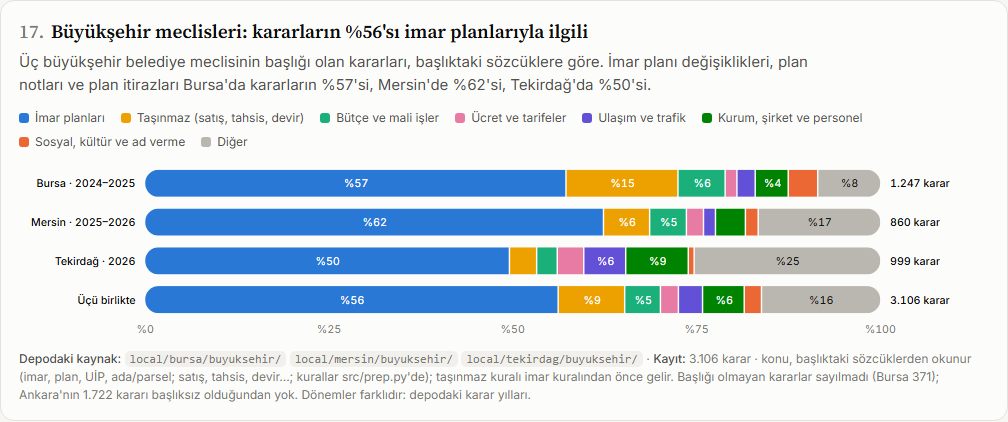 17. Büyükşehir meclisleri: kararların %56'sı imar planlarıyla ilgili
Üç büyükşehir belediye meclisinin başlığı olan kararları, başlıktaki sözcüklere göre. İmar planı değişiklikleri, plan
notları ve plan itirazları Bursa'da kararların %57'si, Mersin'de %62'si, Tekirdağ'da %50'si.
İmar planları Taşınmaz (satış, tahsis, devir) Bütçe ve mali işler Ücret ve tarifeler Ulaşım ve trafik Kurum, şirket ve personel
Sosyal, kültür ve ad verme Diğer
Bursa · 2024–2025 %57 %15 %6 %4 %8 1.247 karar
Mersin · 2025–2026 %62 %6 %5 %17 860 karar
Tekirdağ · 2026 %50 %6 %9 %25 999 karar
Üçü birlikte %56 %9 %5 %6 %16 3.106 karar
%0 %25 %50 %75 %100
Depodaki kaynak: local/bursa/buyuksehir/ local/mersin/buyuksehir/ local/tekirdag/buyuksehir/ · Kayıt: 3.106 karar · konu, başlıktaki sözcüklerden okunur
(imar, plan, UİP, ada/parsel; satış, tahsis, devir…; kurallar src/prep.py'de); taşınmaz kuralı imar kuralından önce gelir. Başlığı olmayan kararlar sayılmadı (Bursa 371);
Ankara'nın 1.722 kararı başlıksız olduğundan yok. Dönemler farklıdır: depodaki karar yılları.